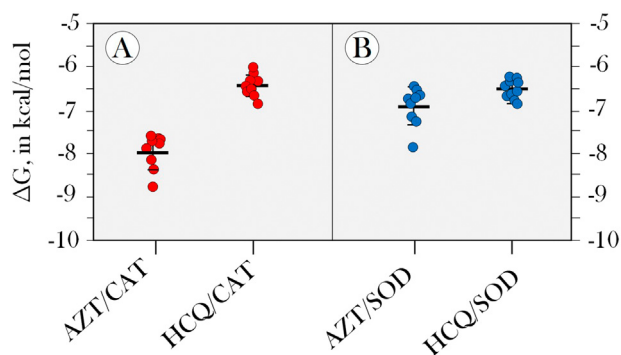 A
B
ΔG, in kcal/mol
-5
-6
-7
-8
-9
-10
-5
-6
-7
-8
-9
-10
AZT/CAT
HCQ/CAT
AZT/SOD
HCQ/SOD